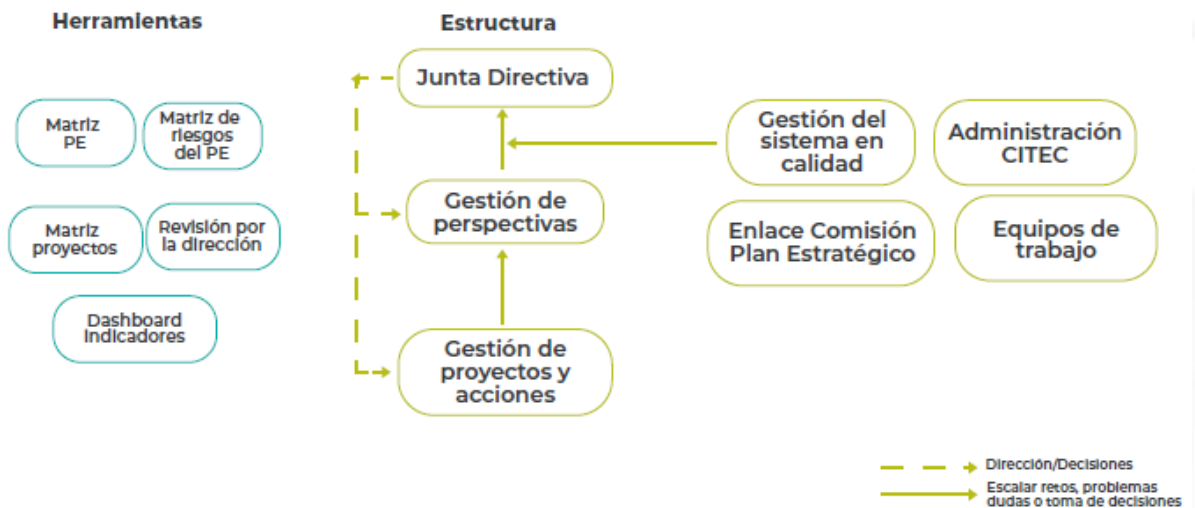 Herramientas
Estructura
Junta Directiva
Matriz
PE
Matriz de
riesgos
del PE
Gestión del
sistema en
calidad
Administración
CITEC
Matriz
proyectos
Revisión por
la dirección
Gestión de
perspectivas
Enlace Comisión
Plan Estratégico
Equipos de
trabajo
Dashboard
Indicadores
Gestión de
proyectos y
acciones
Dirección/Decisiones
Escalar retos, problemas
dudas o toma de decisiones